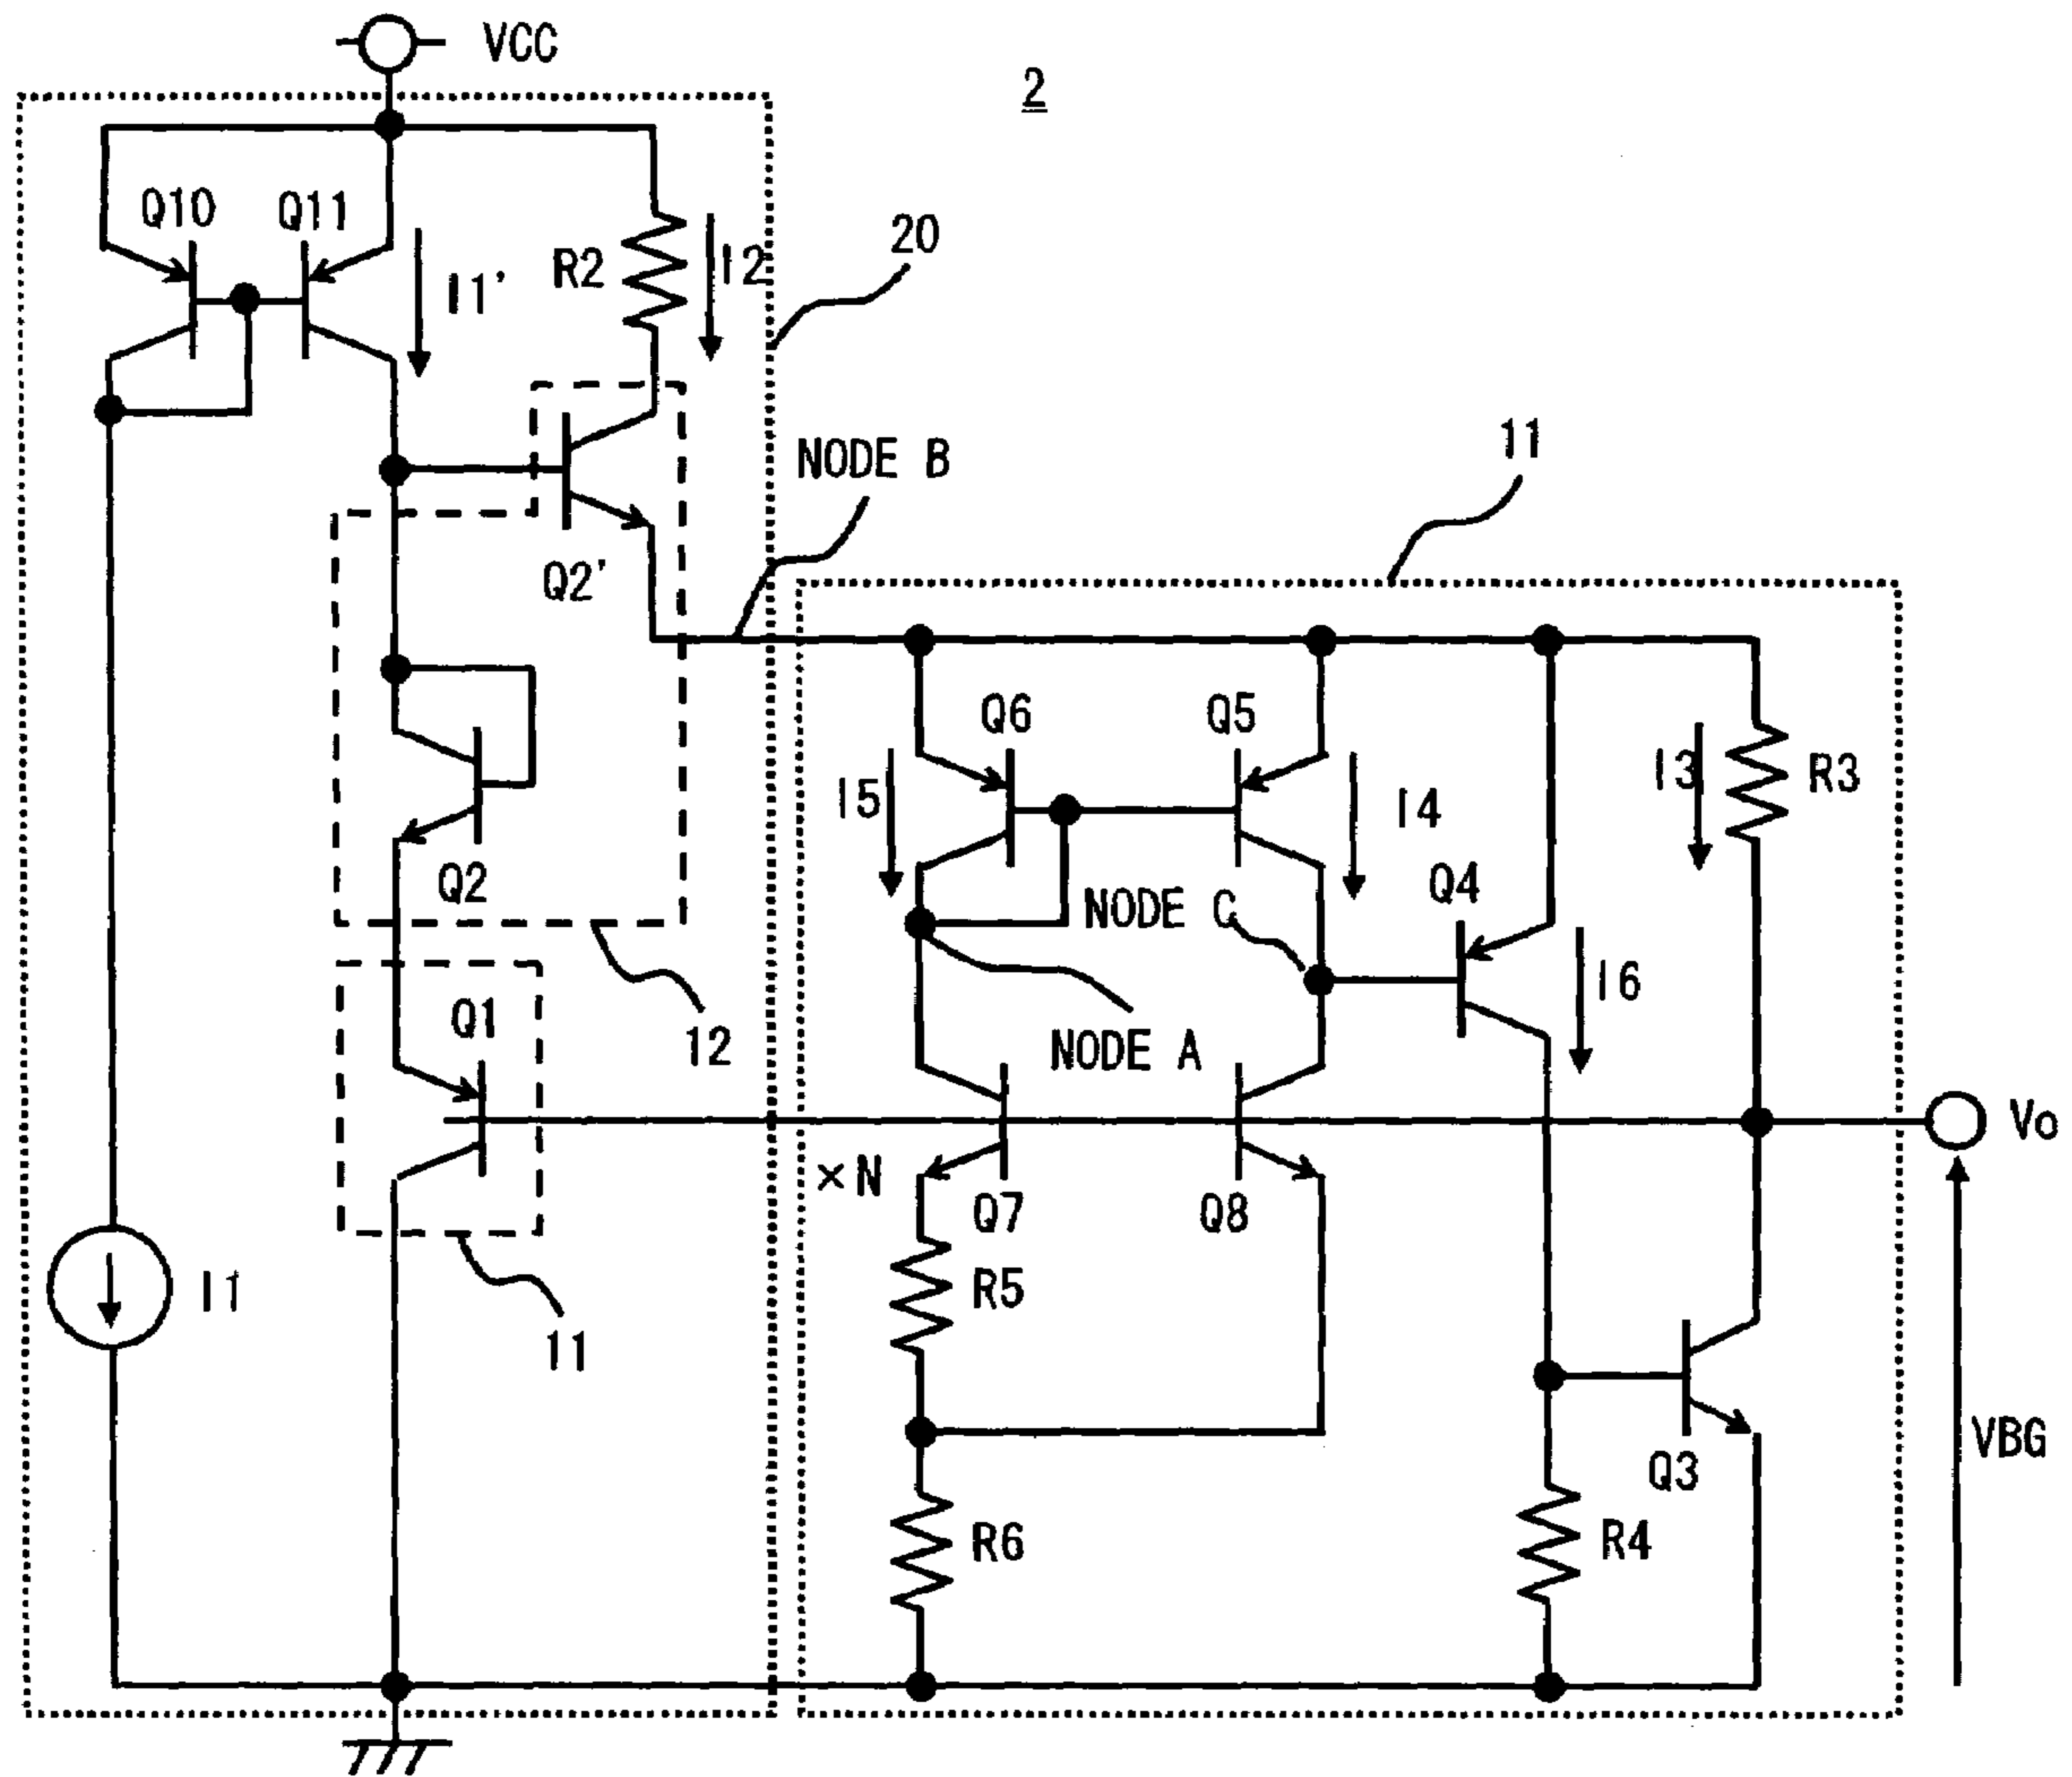 VCC
2
Q10
Q11
I1'
R2
I2
20
NODE B
11
Q2'
Q6
Q5
I5
I4
I3
R3
Q2
NODE C
Q4
I6
Q1
12
NODE A
Vo
×N
Q7
Q8
I1
11
R5
VBG
Q3
R6
R4